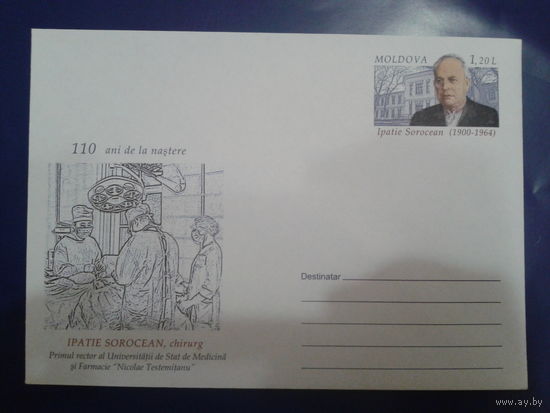 MOLDOVA 1,20 L
Ipatie Sorocean (1900-1964)
110 ani de la naștere
Destinatar
IPATIE SOROCEAN, chirurg
Primul rector al Universității de Stat de Medicină
și Farmacie "Nicolae Testemițanu"
www.ay.by